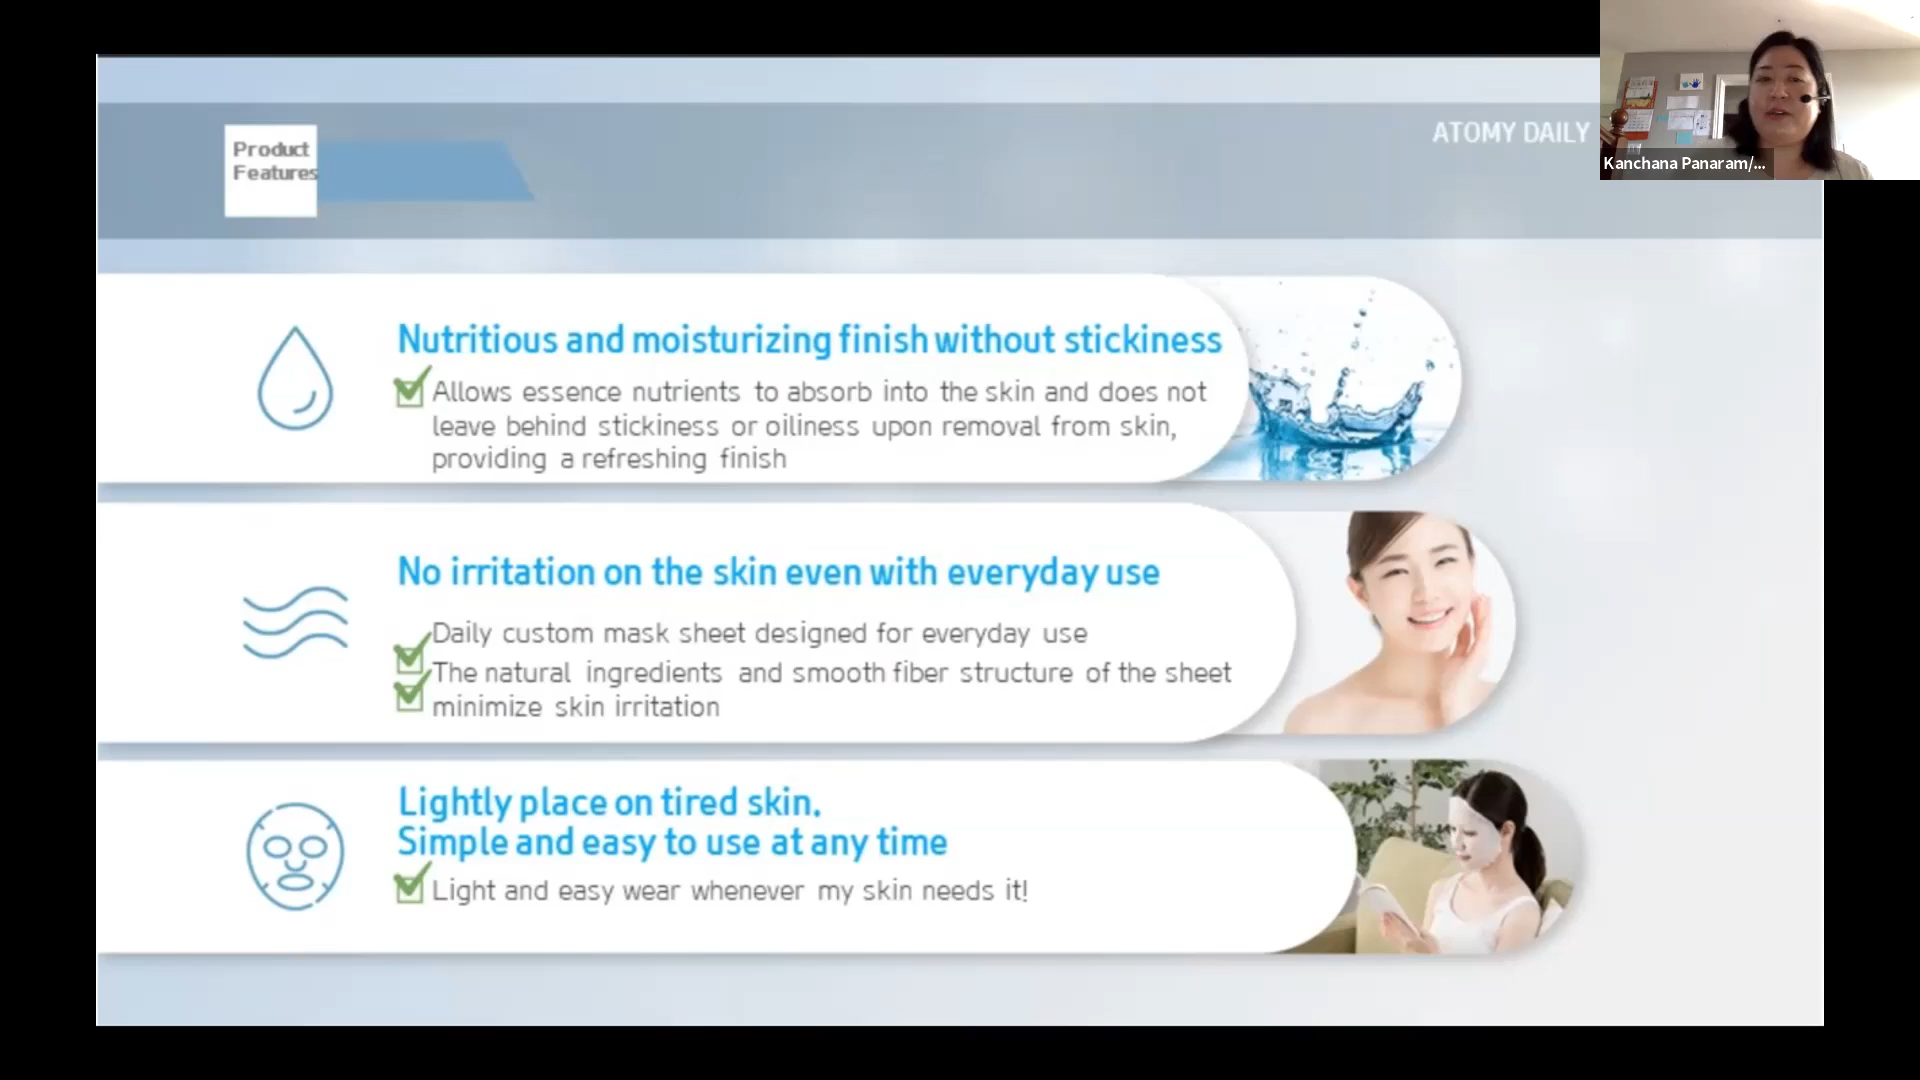 Product
Features
ATOMY DAILY
Kanchana Panaram/...
Nutritious and moisturizing finish without stickiness
Allows essence nutrients to absorb into the skin and does not
leave behind stickiness or oiliness upon removal from skin,
providing a refreshing finish
No irritation on the skin even with everyday use
Daily custom mask sheet designed for everyday use
The natural ingredients and smooth fiber structure of the sheet
minimize skin irritation
Lightly place on tired skin.
Simple and easy to use at any time
Light and easy wear whenever my skin needs it!